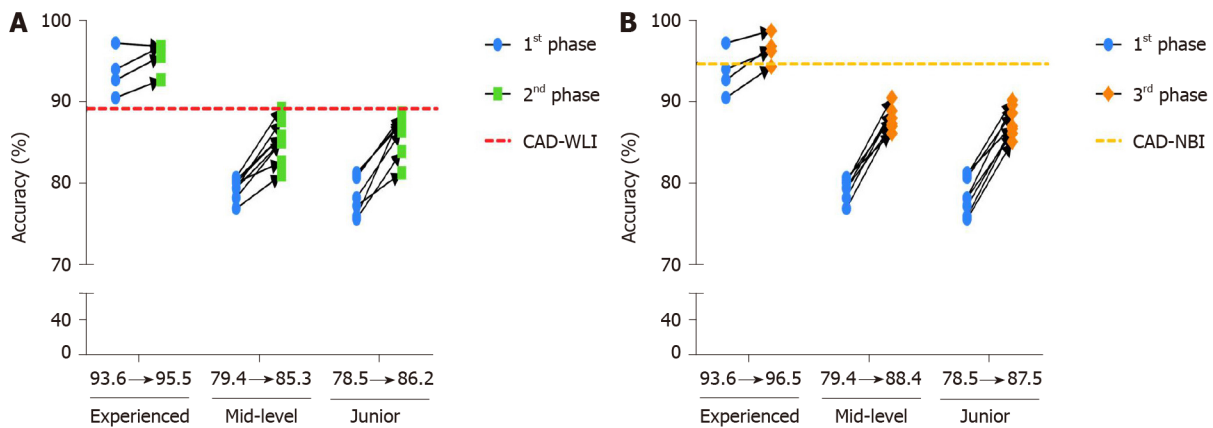 A
100
90
80
70
40
0
Accuracy (%)
1st phase
2nd phase
CAD-WLI
93.6→95.5 79.4→85.3 78.5→86.2
Experienced Mid-level Junior
B
100
90
80
70
40
0
Accuracy (%)
1st phase
3rd phase
CAD-NBI
93.6→96.5 79.4→88.4 78.5→87.5
Experienced Mid-level Junior